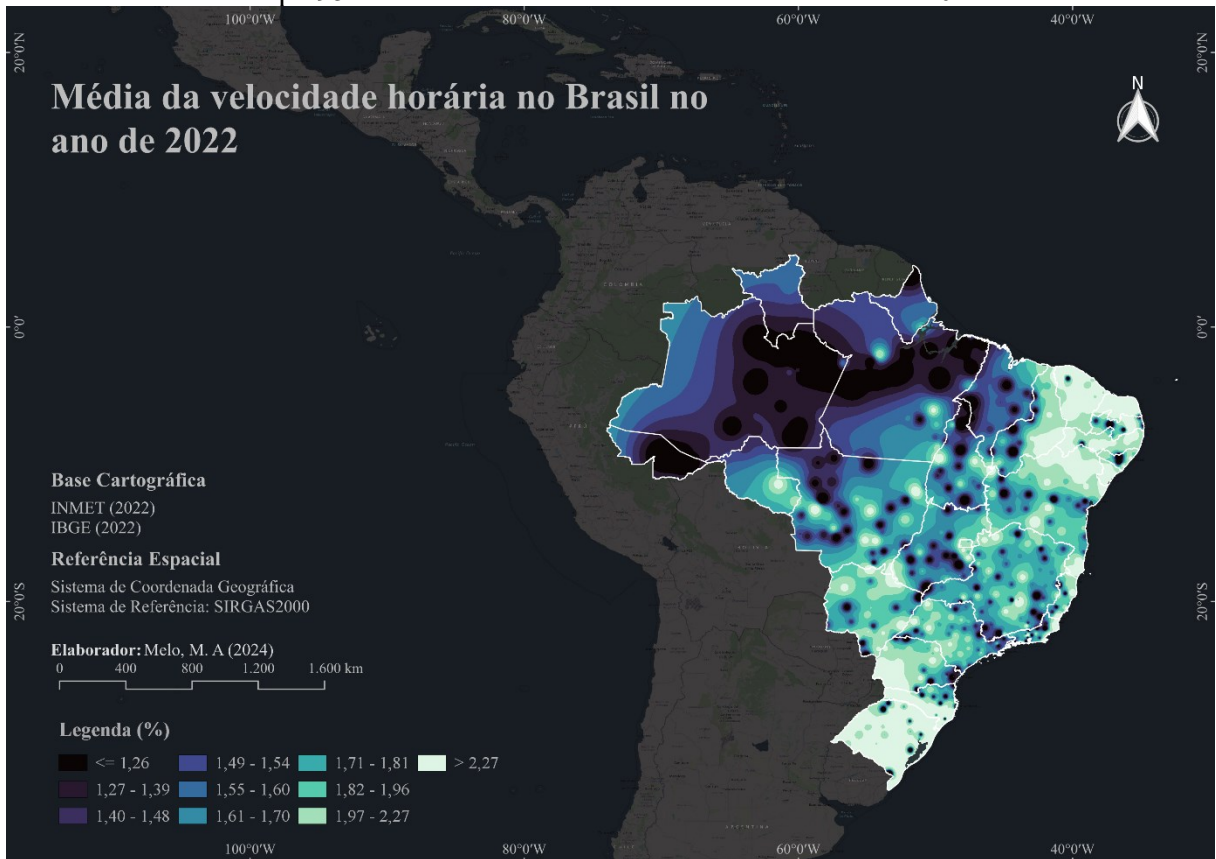 100°0'W 80°0'W 60°0'W 40°0'W
20°0'N 20°0'N
Média da velocidade horária no Brasil no
ano de 2022
N
COLOMBIA
0°0' 0°0'
Base Cartográfica
INMET (2022)
IBGE (2022)
Referência Espacial
Sistema de Coordenada Geográfica
Sistema de Referência: SIRGAS2000
20°0'S 20°0'S
Elaborador: Melo, M. A (2024)
0 400 800 1.200 1.600 km
Legenda (%)
<= 1,26 1,49 - 1,54 1,71 - 1,81 > 2,27
1,27 - 1,39 1,55 - 1,60 1,82 - 1,96
1,40 - 1,48 1,61 - 1,70 1,97 - 2,27
ARGENTINA
100°0'W 80°0'W 60°0'W 40°0'W